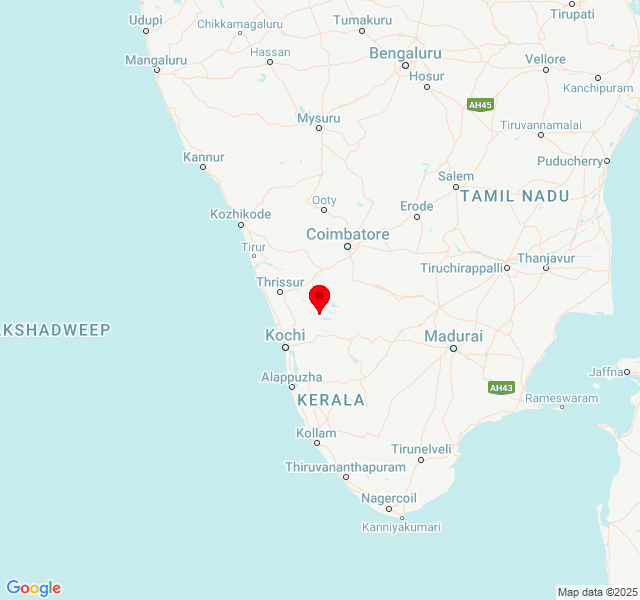 Tirupati
Udupi
Chikkamagaluru
Tumakuru
Hassan
Bengaluru
Mangaluru
Vellore
Hosur
Kanchipuram
AH45
Mysuru
Tiruvannamalai
Kannur
Puducherry
Salem
TAMIL NADU
Ooty
Erode
Kozhikode
Coimbatore
Tirur
Thanjavur
Tiruchirappalli
Thrissur
KSHADWEEP
Kochi
Madurai
Jaffna
Alappuzha
AH43
KERALA
Rameswaram
Kollam
Tirunelveli
Thiruvananthapuram
Nagercoil
Kanniyakumari
Google
Map data ©2025